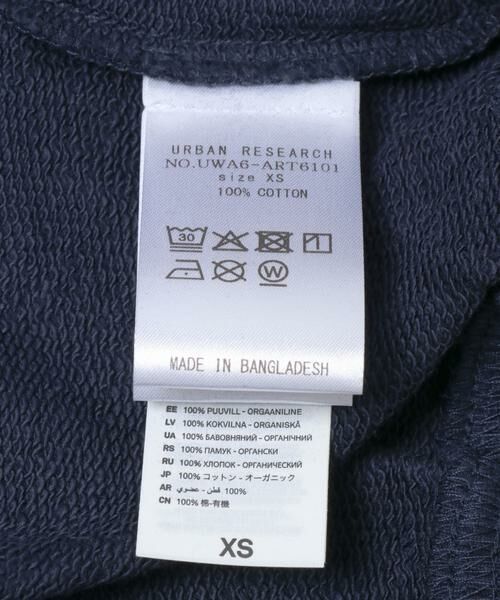 URBAN RESEARCH
NO.UWA6-ART6101
size XS
100% COTTON
30
W
MADE IN BANGLADESH
EE 100% PUUVILL - ORGAANILINE
LV 100% KOKVILNA - ORGANISKĀ
UA 100% БАВОВНЯНИЙ - ОРГАНІЧНИЙ
RS 100% ПАМУК - ОРГАНСКИ
RU 100% ХЛОПОК - ОРГАНИЧЕСКИЙ
JP 100% コットン - オーガニック
AR 100% قطن - عضوي
CN 100% 棉-有機
XS